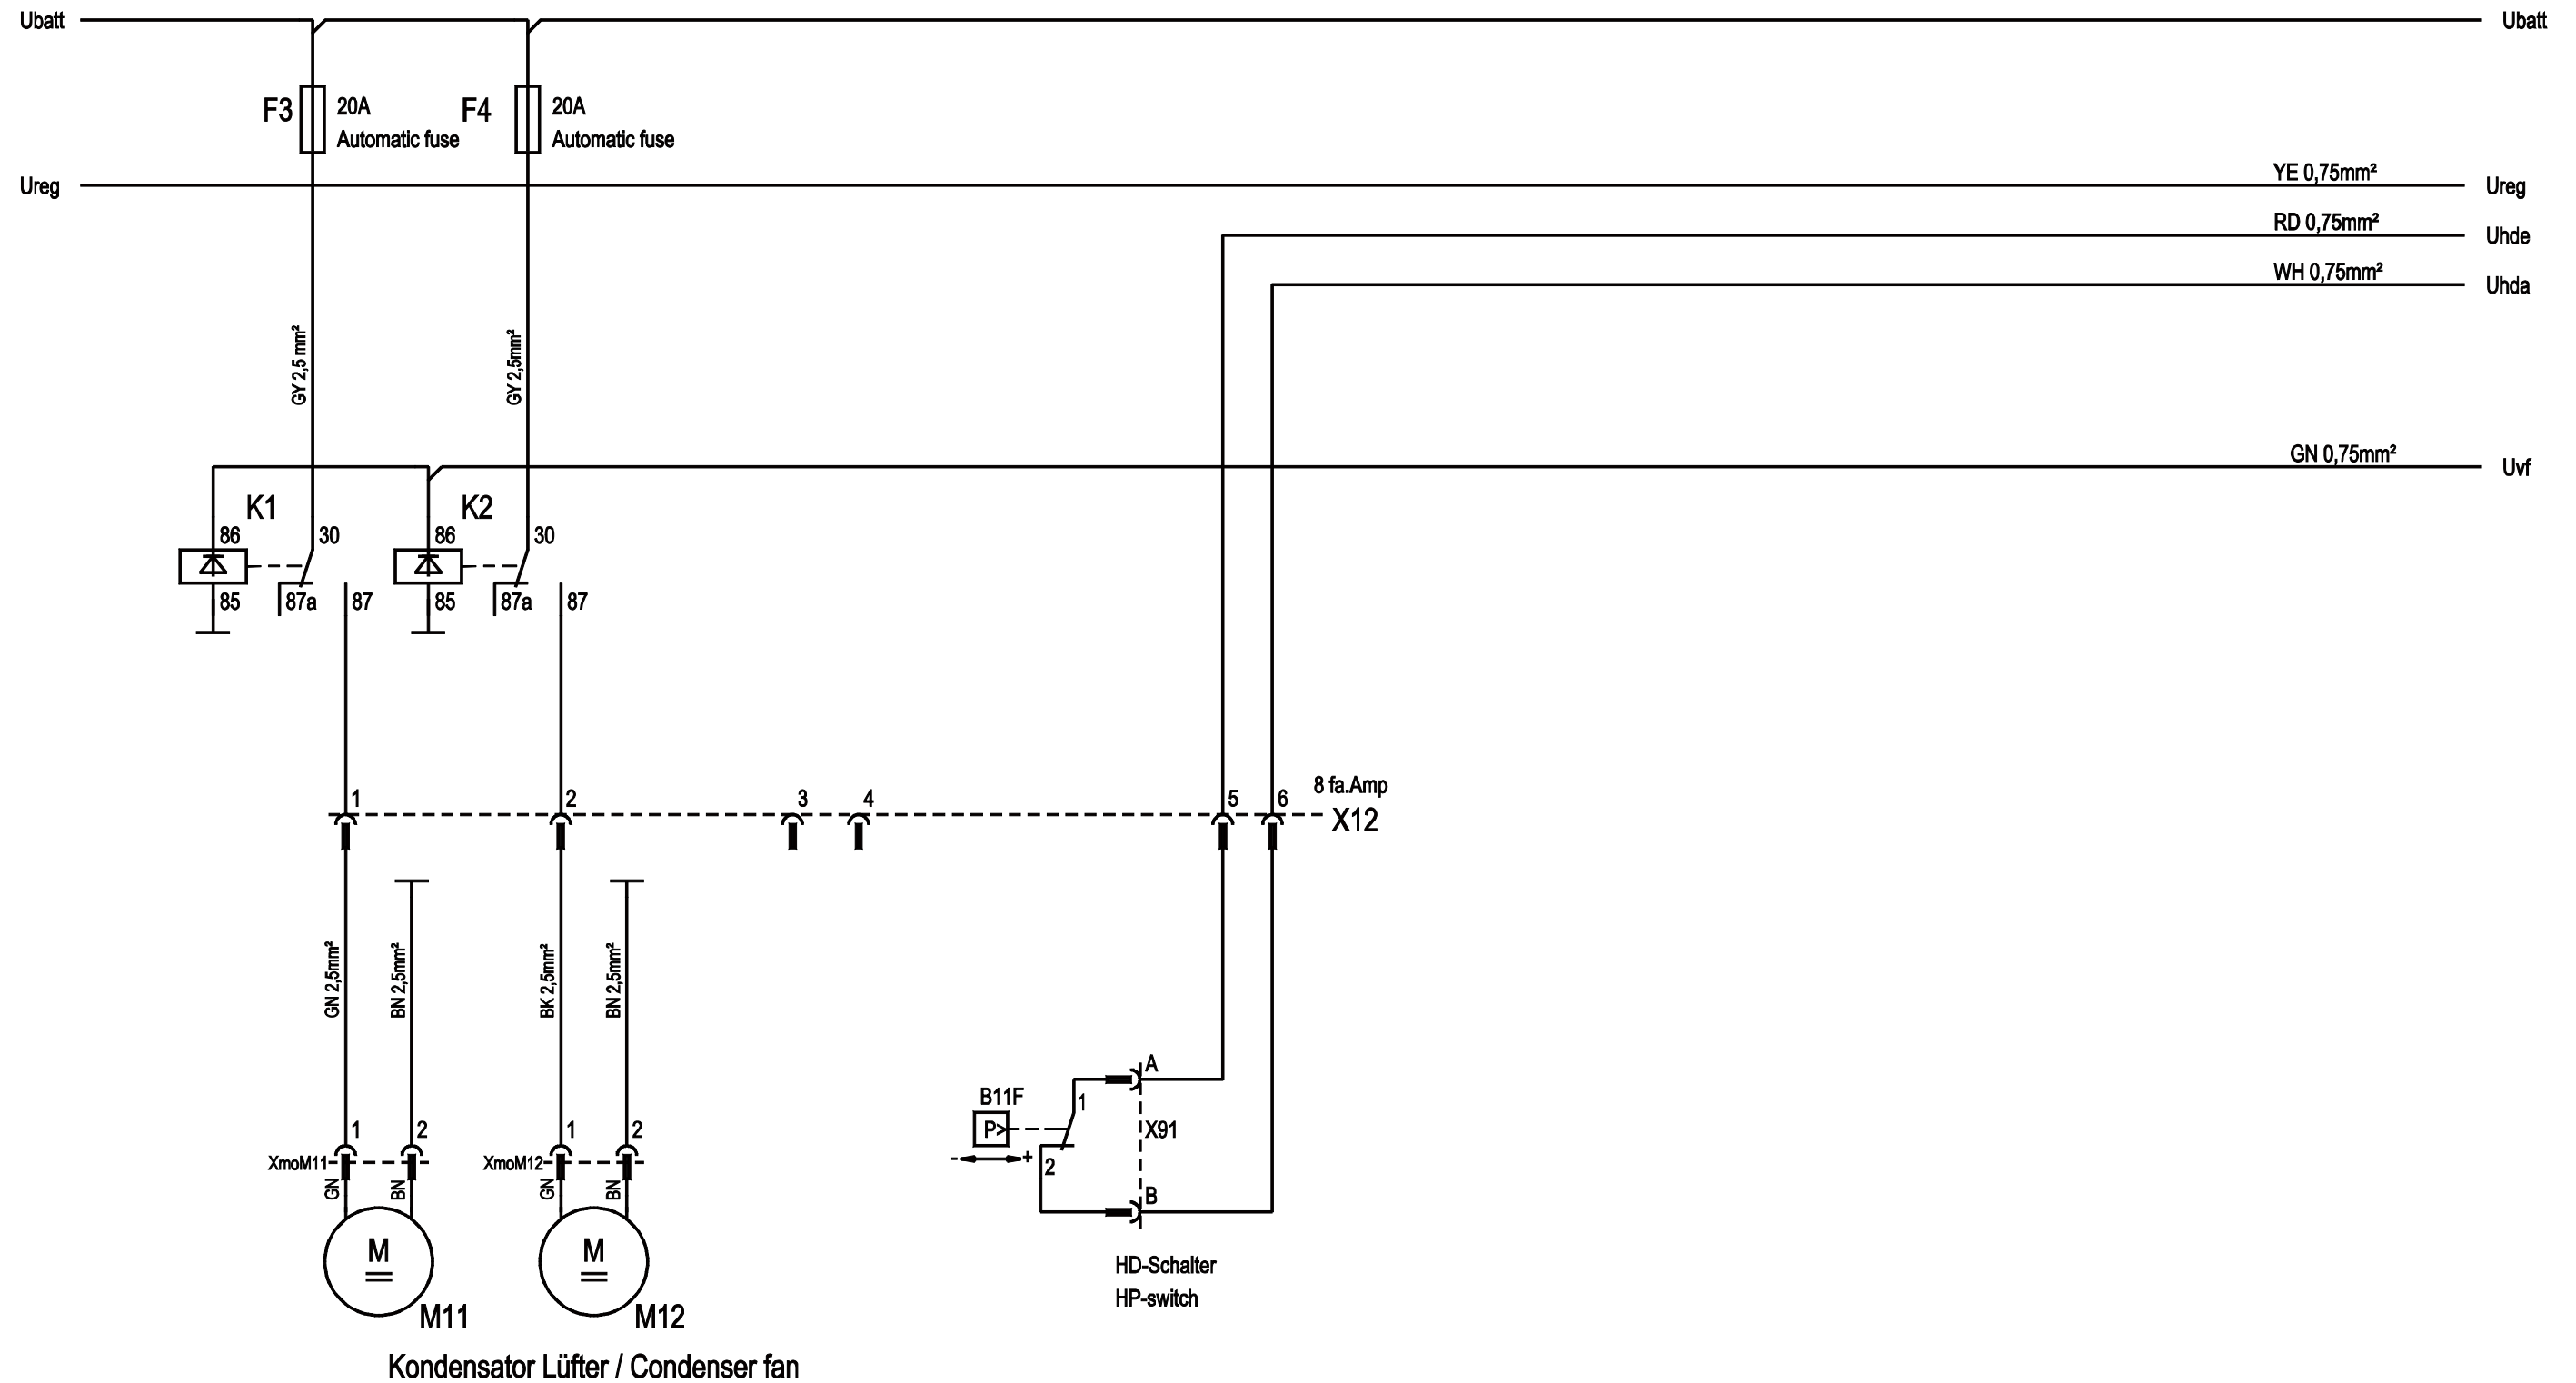 Ubatt
Ubatt
F3
20A
Automatic fuse
F4
20A
Automatic fuse
Ureg
YE 0,75mm²
Ureg
RD 0,75mm²
Uhde
WH 0,75mm²
Uhda
GY 2,5 mm²
GY 2,5mm²
GN 0,75mm²
Uvf
K1
86
30
85
87a
87
K2
86
30
85
87a
87
1
2
3
4
5
6
8 fa.Amp
X12
GN 2,5mm²
BN 2,5mm²
BK 2,5mm²
BN 2,5mm²
A
B11F
1
P>
X91
- +
2
B
1
2
1
2
XmoM11
XmoM12
GN
BN
GN
BN
M
M
M11
M12
HD-Schalter
HP-switch
Kondensator Lüfter / Condenser fan